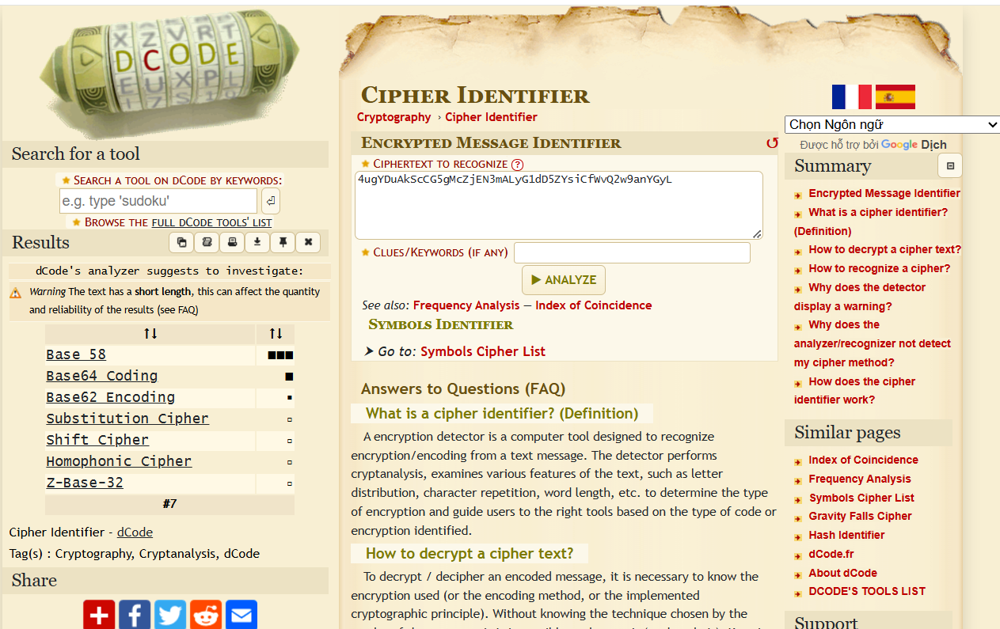 X Z V R T
D C O D E
E U X P L
Search for a tool
★ Search a tool on dCode by keywords:
e.g. type 'sudoku'
★ Browse the full dCode tools' list
Results
dCode's analyzer suggests to investigate:
Warning The text has a short length, this can affect the quantity
and reliability of the results (see FAQ)
↑↓ ↑↓
Base 58 ■■■
Base64 Coding ■
Base62 Encoding ▪
Substitution Cipher ▫
Shift Cipher ▫
Homophonic Cipher ▫
Z-Base-32 ▫
#7
Cipher Identifier - dCode
Tag(s) : Cryptography, Cryptanalysis, dCode
Share
Cipher Identifier
Cryptography › Cipher Identifier
Encrypted Message Identifier
★ Ciphertext to recognize ?
4ugYDuAkScCG5gMcZjEN3mALyG1dD5ZYsiCfWvQ2w9anYGyL
★ Clues/Keywords (if any)
▶ ANALYZE
See also: Frequency Analysis — Index of Coincidence
Symbols Identifier
➤ Go to: Symbols Cipher List
Answers to Questions (FAQ)
What is a cipher identifier? (Definition)
A encryption detector is a computer tool designed to recognize
encryption/encoding from a text message. The detector performs
cryptanalysis, examines various features of the text, such as letter
distribution, character repetition, word length, etc. to determine the type
of encryption and guide users to the right tools based on the type of code or
encryption identified.
How to decrypt a cipher text?
To decrypt / decipher an encoded message, it is necessary to know the
encryption used (or the encoding method, or the implemented
cryptographic principle). Without knowing the technique chosen by the
Chọn Ngôn ngữ
Được hỗ trợ bởi Google Dịch
Summary
Encrypted Message Identifier
What is a cipher identifier?
(Definition)
How to decrypt a cipher text?
How to recognize a cipher?
Why does the detector
display a warning?
Why does the
analyzer/recognizer not detect
my cipher method?
How does the cipher
identifier work?
Similar pages
Index of Coincidence
Frequency Analysis
Symbols Cipher List
Gravity Falls Cipher
Hash Identifier
dCode.fr
About dCode
DCODE'S TOOLS LIST
Support